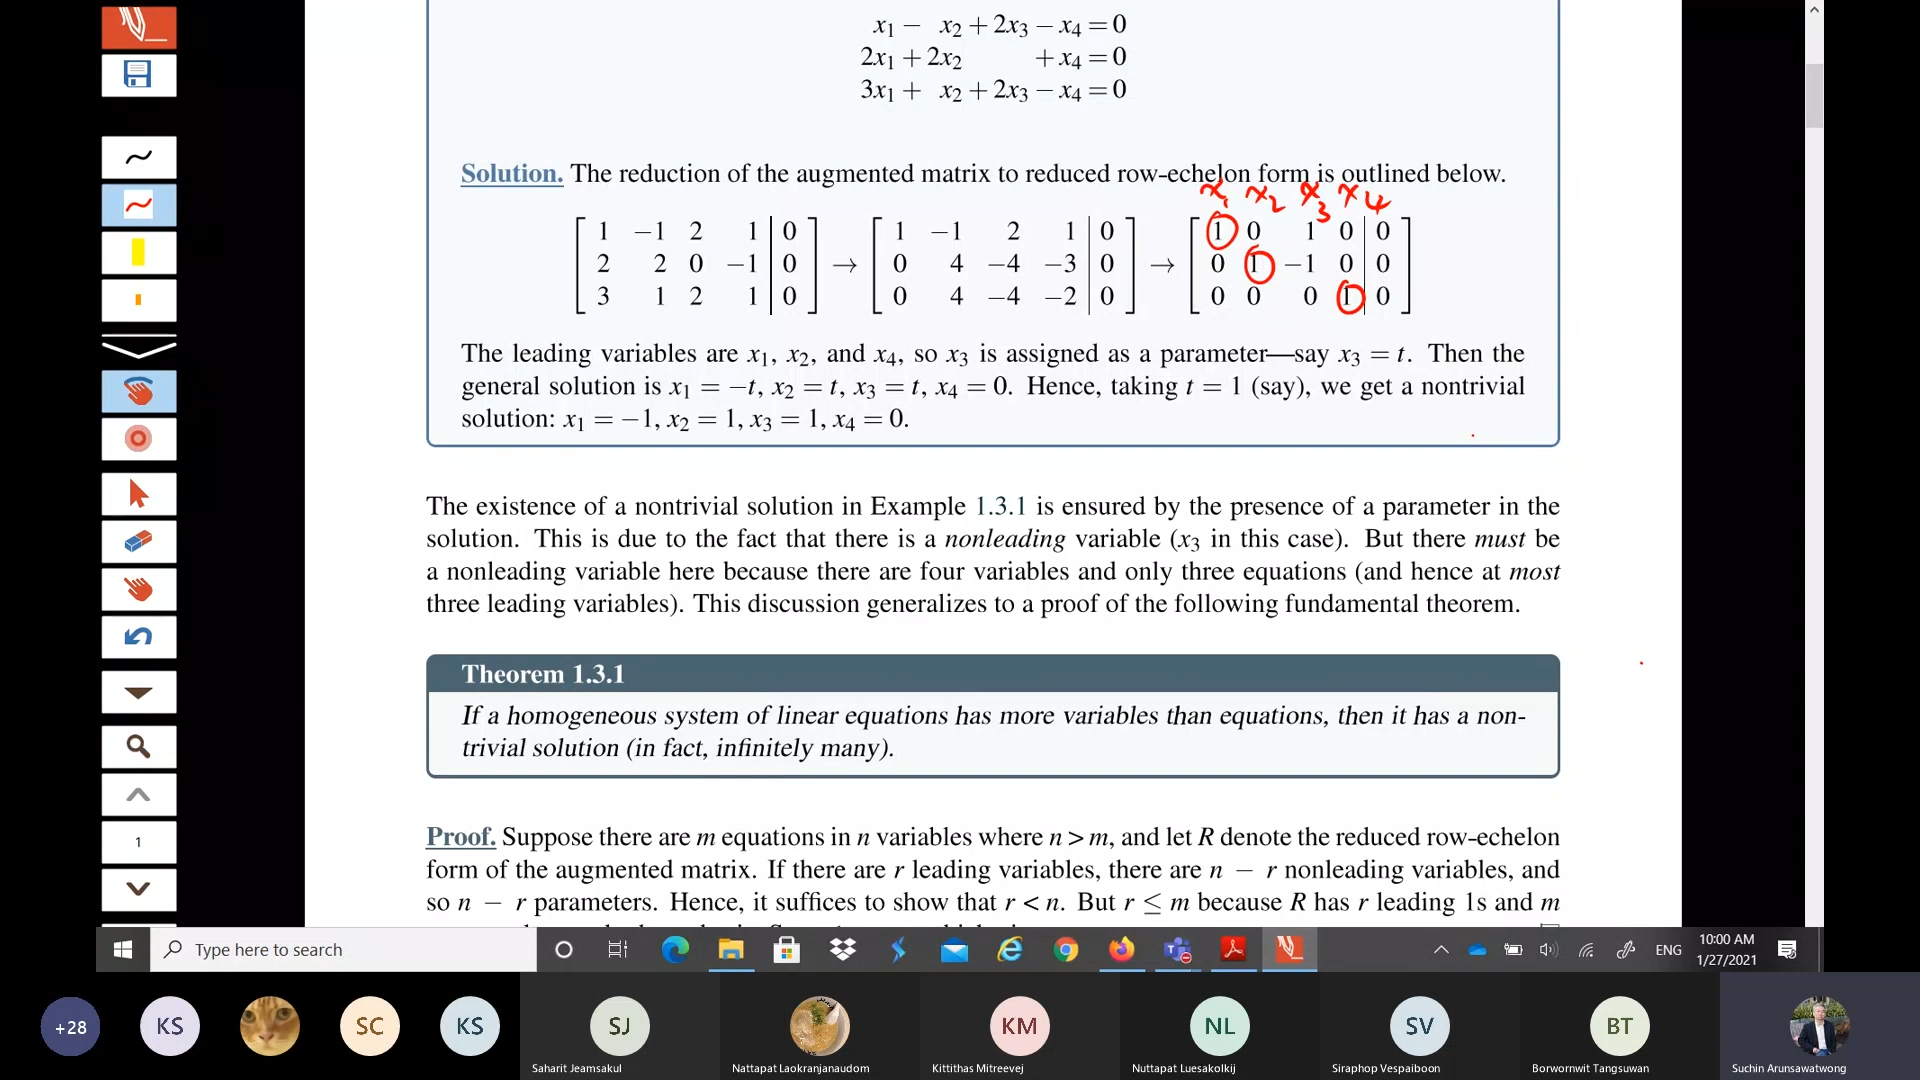 x1 − x2 + 2x3 − x4 = 0
2x1 + 2x2 + x4 = 0
3x1 + x2 + 2x3 − x4 = 0
Solution. The reduction of the augmented matrix to reduced row-echelon form is outlined below.
x1 x2 x3 x4
1 −1 2 1 0 1 −1 2 1 0 1 0 1 0 0
2 2 0 −1 0 → 0 4 −4 −3 0 → 0 1 −1 0 0
3 1 2 1 0 0 4 −4 −2 0 0 0 0 1 0
The leading variables are x1, x2, and x4, so x3 is assigned as a parameter—say x3 = t. Then the
general solution is x1 = −t, x2 = t, x3 = t, x4 = 0. Hence, taking t = 1 (say), we get a nontrivial
solution: x1 = −1, x2 = 1, x3 = 1, x4 = 0.
The existence of a nontrivial solution in Example 1.3.1 is ensured by the presence of a parameter in the
solution. This is due to the fact that there is a nonleading variable (x3 in this case). But there must be
a nonleading variable here because there are four variables and only three equations (and hence at most
three leading variables). This discussion generalizes to a proof of the following fundamental theorem.
Theorem 1.3.1
If a homogeneous system of linear equations has more variables than equations, then it has a non-
trivial solution (in fact, infinitely many).
Proof. Suppose there are m equations in n variables where n > m, and let R denote the reduced row-echelon
form of the augmented matrix. If there are r leading variables, there are n − r nonleading variables, and
so n − r parameters. Hence, it suffices to show that r < n. But r ≤ m because R has r leading 1s and m
1
Type here to search
ENG
10:00 AM
1/27/2021
+28 KS SC KS SJ KM NL SV BT
Saharit Jeamsakul Nattapat Laokranjanaudom Kittithas Mitreevej Nuttapat Luesakolkij Siraphop Vespaiboon Borwornwit Tangsuwan Suchin Arunsawatwong